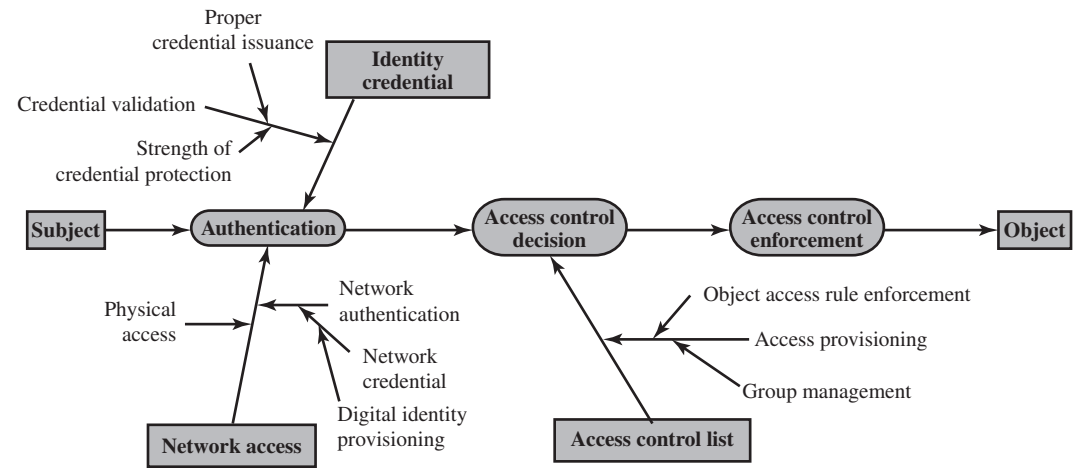 Proper
credential issuance
Identity
credential
Credential validation
Strength of
credential protection
Subject
Authentication
Access control
decision
Access control
enforcement
Object
Physical
access
Network
authentication
Network
credential
Digital identity
provisioning
Network access
Object access rule enforcement
Access provisioning
Group management
Access control list